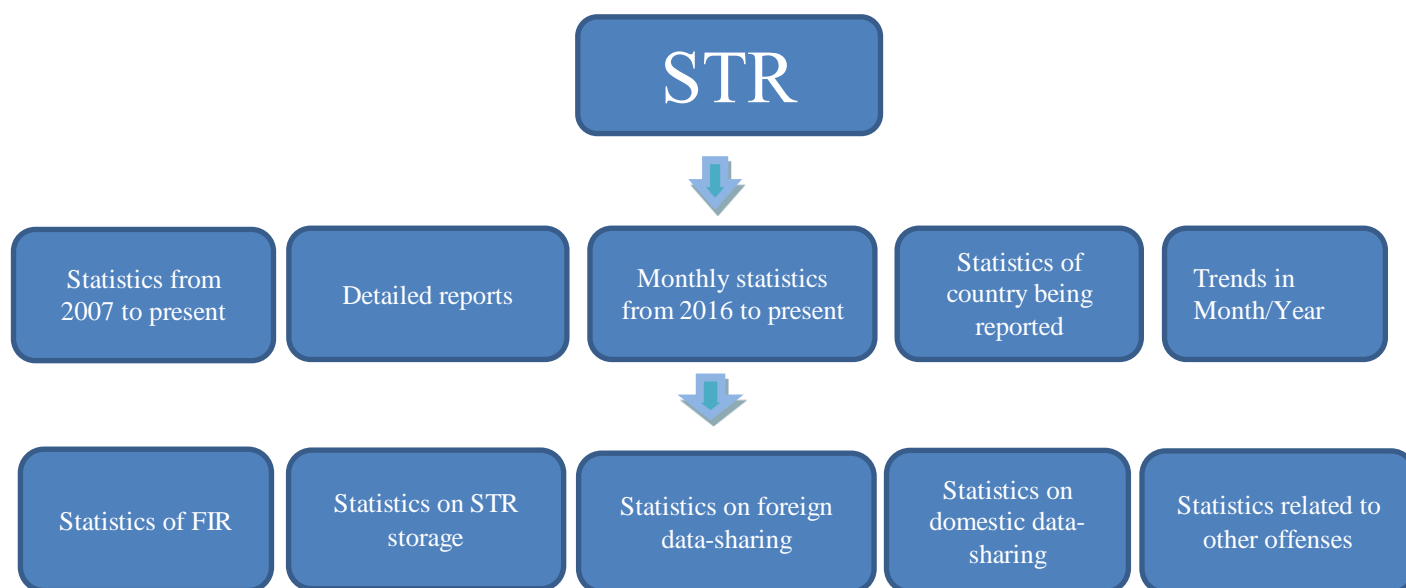 STR
Statistics from
2007 to present
Detailed reports
Monthly statistics
from 2016 to present
Statistics of
country being
reported
Trends in
Month/Year
Statistics of FIR
Statistics on STR
storage
Statistics on foreign
data-sharing
Statistics on
domestic data-
sharing
Statistics related to
other offenses